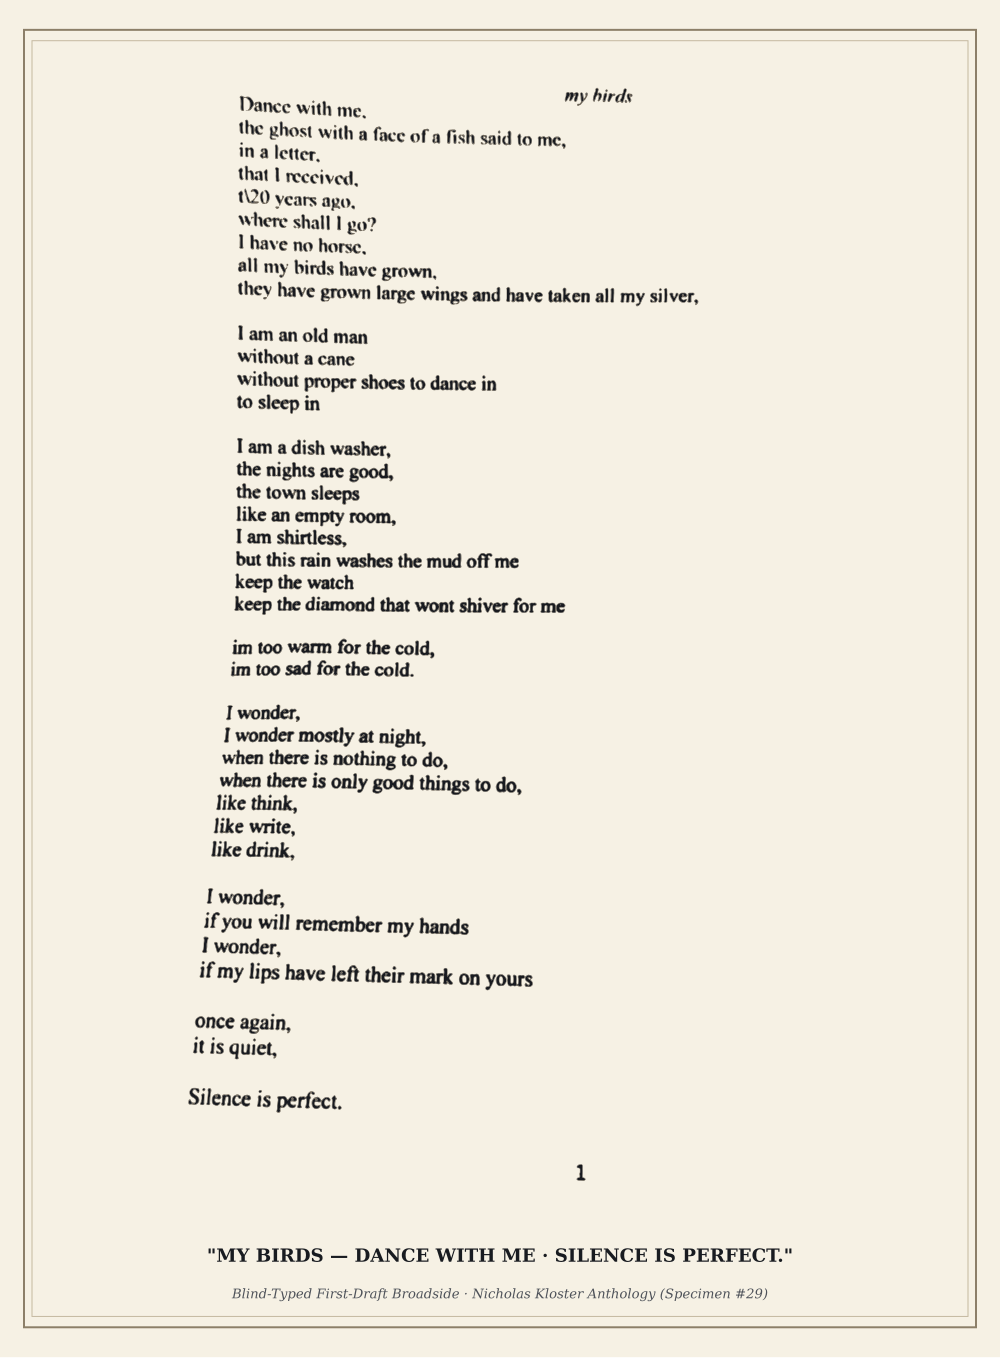 my birds
Dance with me.
the ghost with a face of a fish said to me,
in a letter.
that I received.
t\20 years ago.
where shall I go?
I have no horse.
all my birds have grown.
they have grown large wings and have taken all my silver,
I am an old man
without a cane
without proper shoes to dance in
to sleep in
I am a dish washer,
the nights are good,
the town sleeps
like an empty room,
I am shirtless,
but this rain washes the mud off me
keep the watch
keep the diamond that wont shiver for me
im too warm for the cold,
im too sad for the cold.
I wonder,
I wonder mostly at night,
when there is nothing to do,
when there is only good things to do,
like think,
like write,
like drink,
I wonder,
if you will remember my hands
I wonder,
if my lips have left their mark on yours
once again,
it is quiet,
Silence is perfect.
1
"MY BIRDS — DANCE WITH ME · SILENCE IS PERFECT."
Blind-Typed First-Draft Broadside · Nicholas Kloster Anthology (Specimen #29)